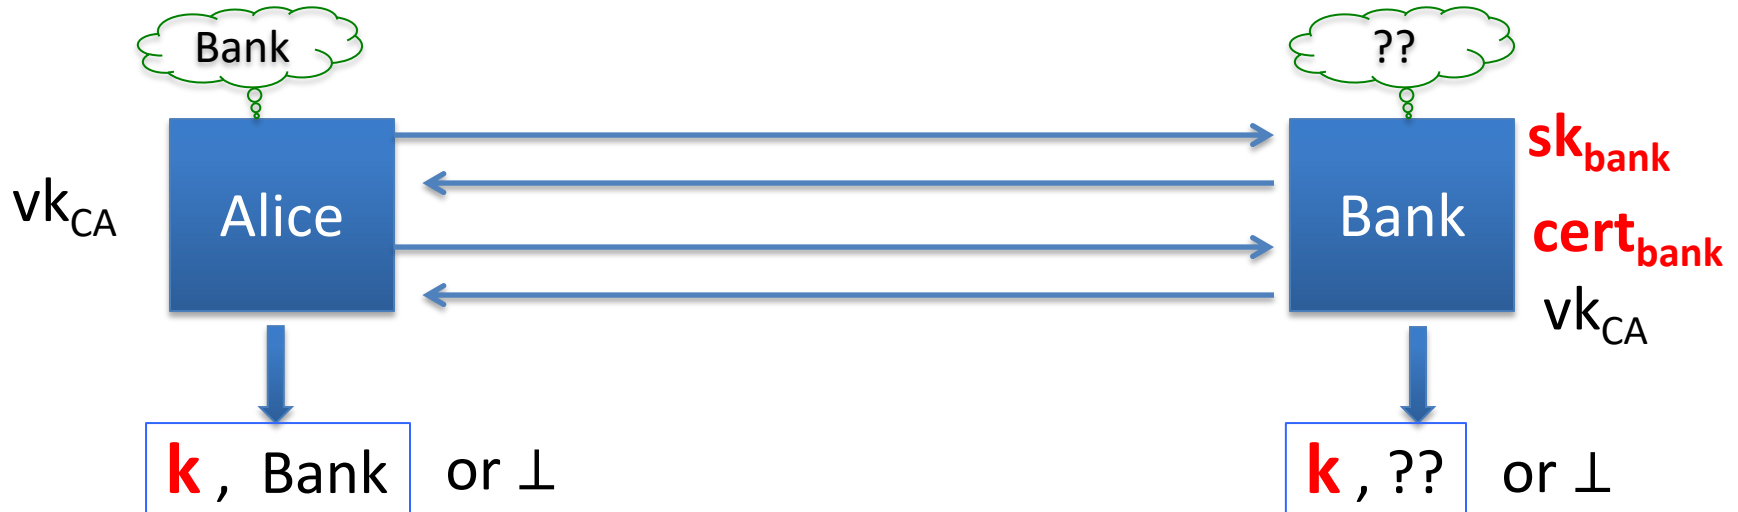 Bank
??
vk_CA
Alice
Bank
sk_bank
cert_bank
vk_CA
k , Bank or ⊥
k , ?? or ⊥